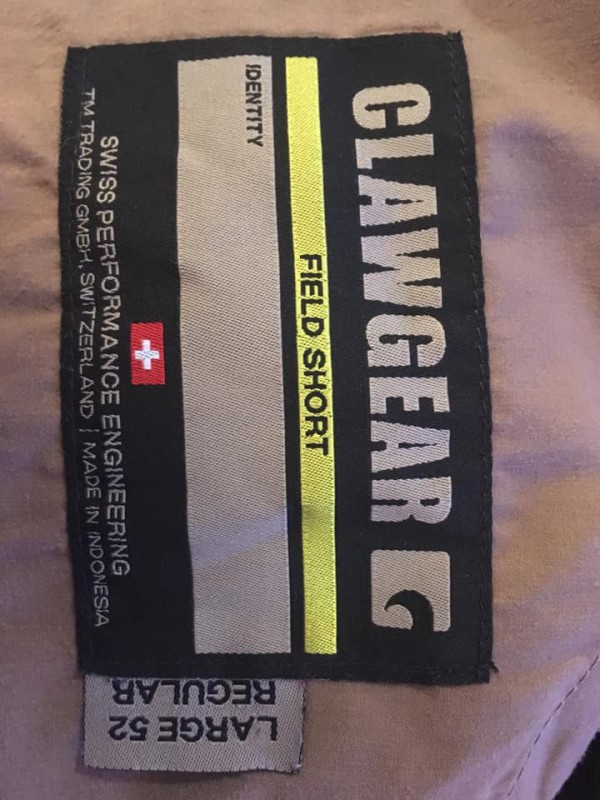 CLAWGEAR
FIELD SHORT
IDENTITY
SWISS PERFORMANCE ENGINEERING
TM TRADING GMBH, SWITZERLAND | MADE IN INDONESIA
LARGE 52
REGULAR